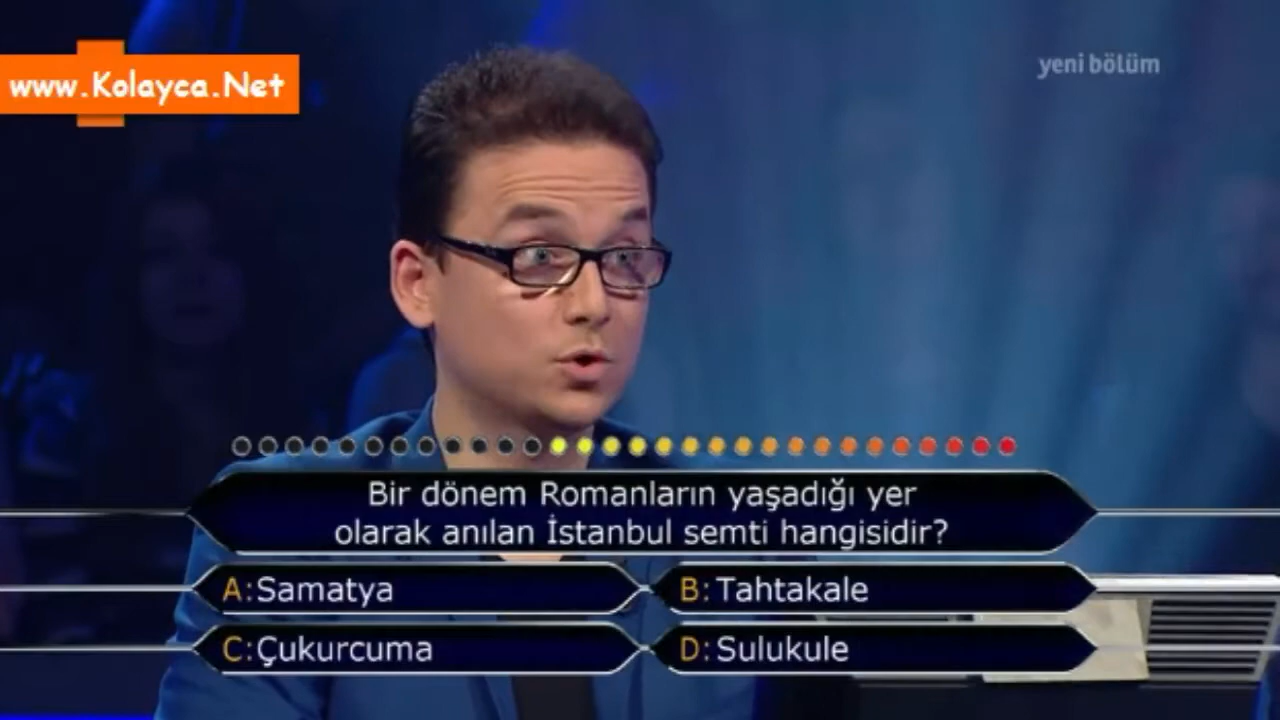 www.Kolayca.Net
yeni bölüm
Bir dönem Romanların yaşadığı yer
olarak anılan İstanbul semti hangisidir?
A: Samatya
B: Tahtakale
C: Çukurcuma
D: Sulukule